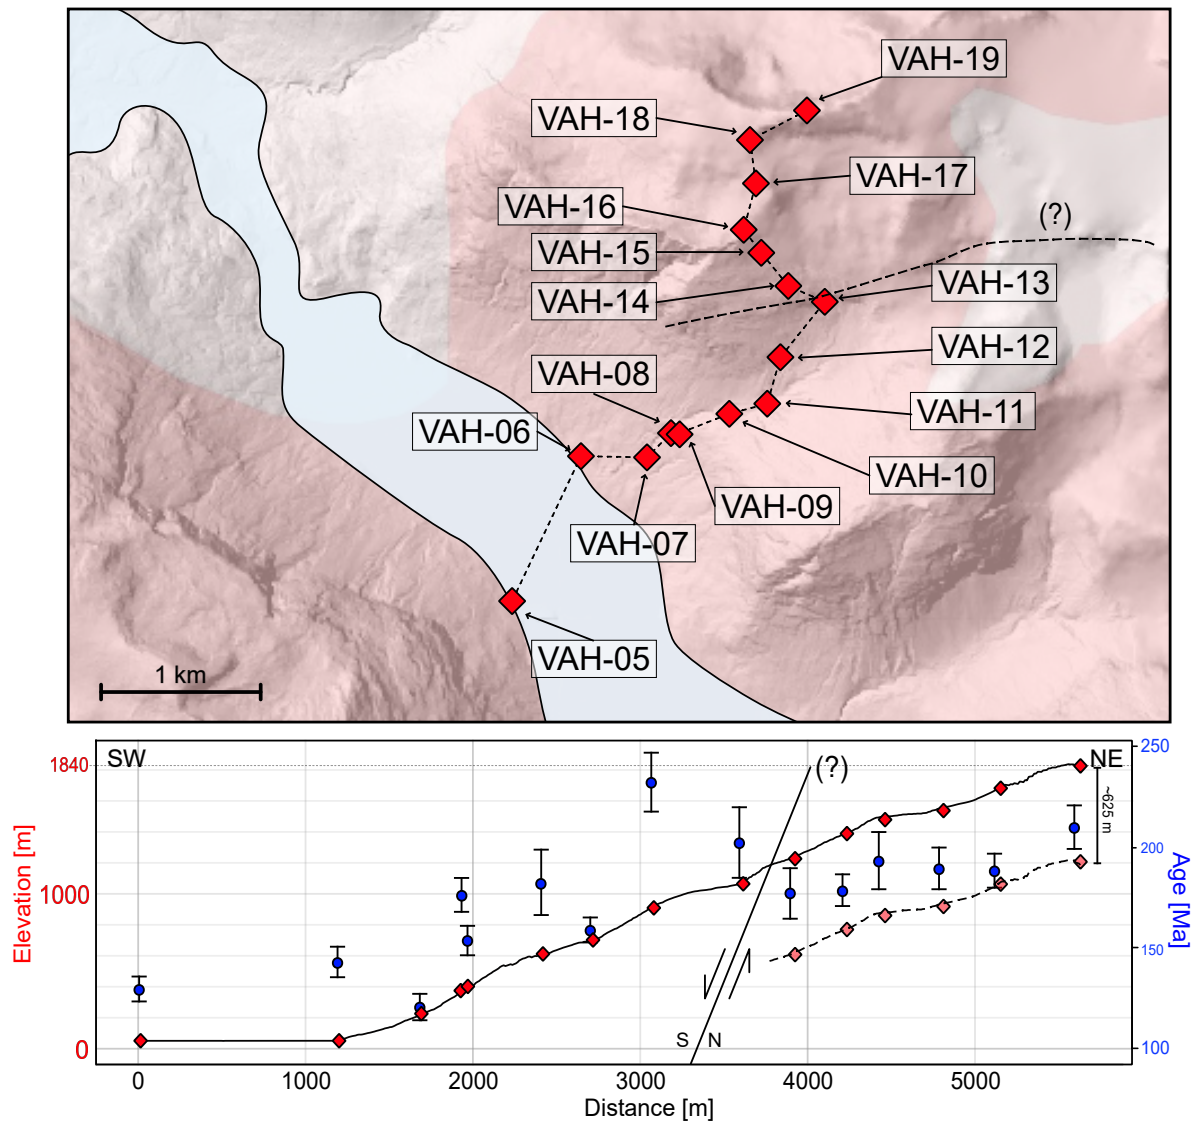 VAH-19
VAH-18
VAH-17
VAH-16
(?)
VAH-15
VAH-14
VAH-13
VAH-12
VAH-08
VAH-11
VAH-06
VAH-10
VAH-09
VAH-07
VAH-05
1 km
SW
NE
250
1840
(?)
~625 m
200
1000
150
Elevation [m]
Age [Ma]
S
N
0
100
0
1000
2000
3000
4000
5000
Distance [m]